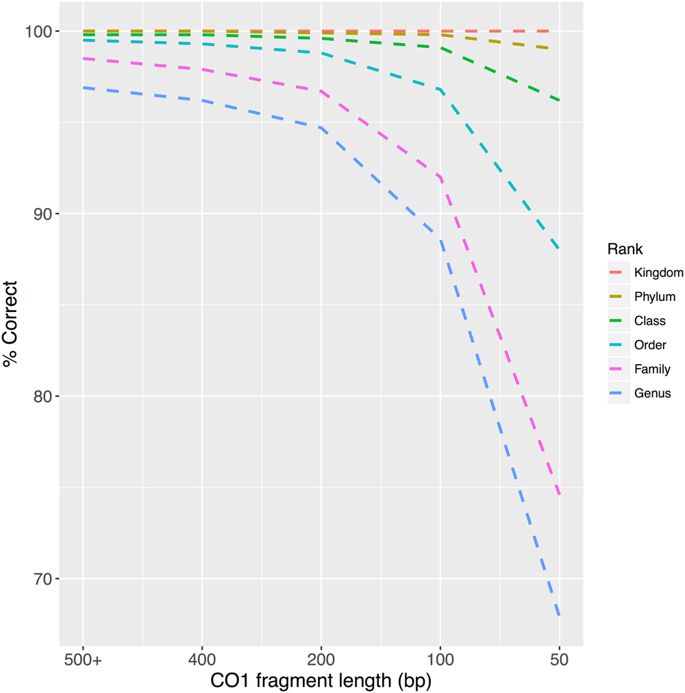 100
90
80
70
% Correct
500+ 400 200 100 50
CO1 fragment length (bp)
Rank
Kingdom
Phylum
Class
Order
Family
Genus